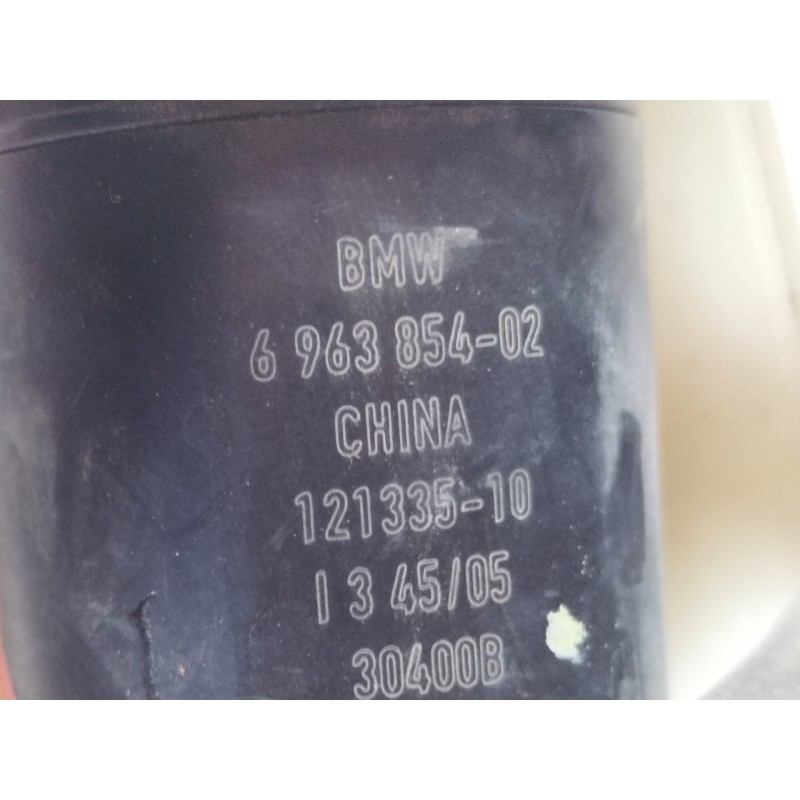 BMW
6 963 854-02
CHINA
121335-10
I 3 45/05
30400B